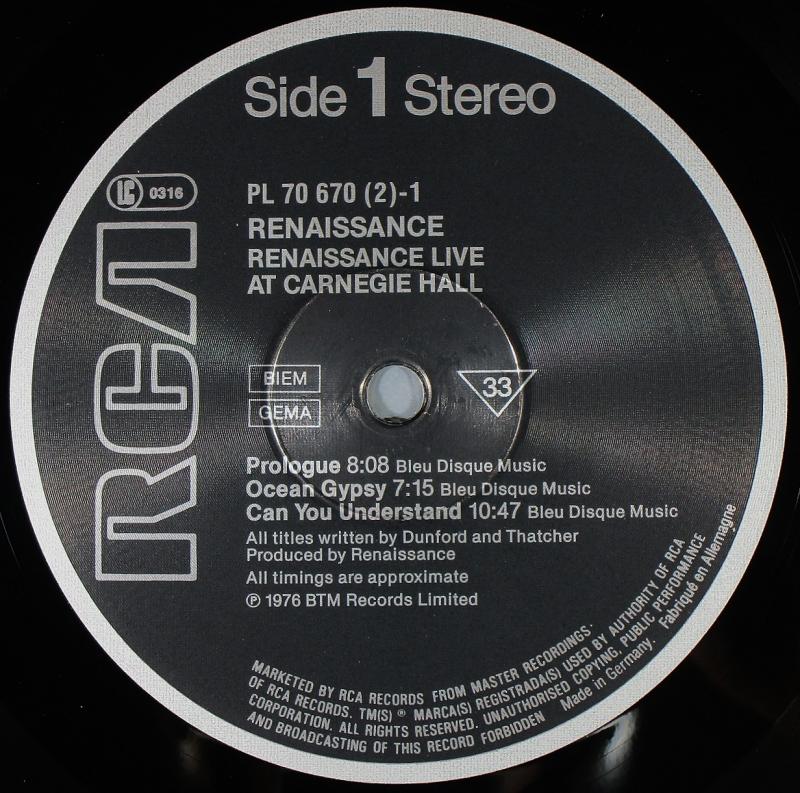 Side 1 Stereo
LC 0316
PL 70 670 (2)-1
RENAISSANCE
RENAISSANCE LIVE
AT CARNEGIE HALL
RCA
BIEM
GEMA
33
Prologue 8:08 Bleu Disque Music
Ocean Gypsy 7:15 Bleu Disque Music
Can You Understand 10:47 Bleu Disque Music
All titles written by Dunford and Thatcher
Produced by Renaissance
All timings are approximate
℗ 1976 BTM Records Limited
MARKETED BY RCA RECORDS FROM MASTER RECORDINGS
OF RCA RECORDS. TM(S) ® MARCA(S) REGISTRADA(S) USED BY AUTHORITY OF RCA
CORPORATION. ALL RIGHTS RESERVED. UNAUTHORISED COPYING, PUBLIC PERFORMANCE
AND BROADCASTING OF THIS RECORD FORBIDDEN Made in Germany. Fabriqué en Allemagne